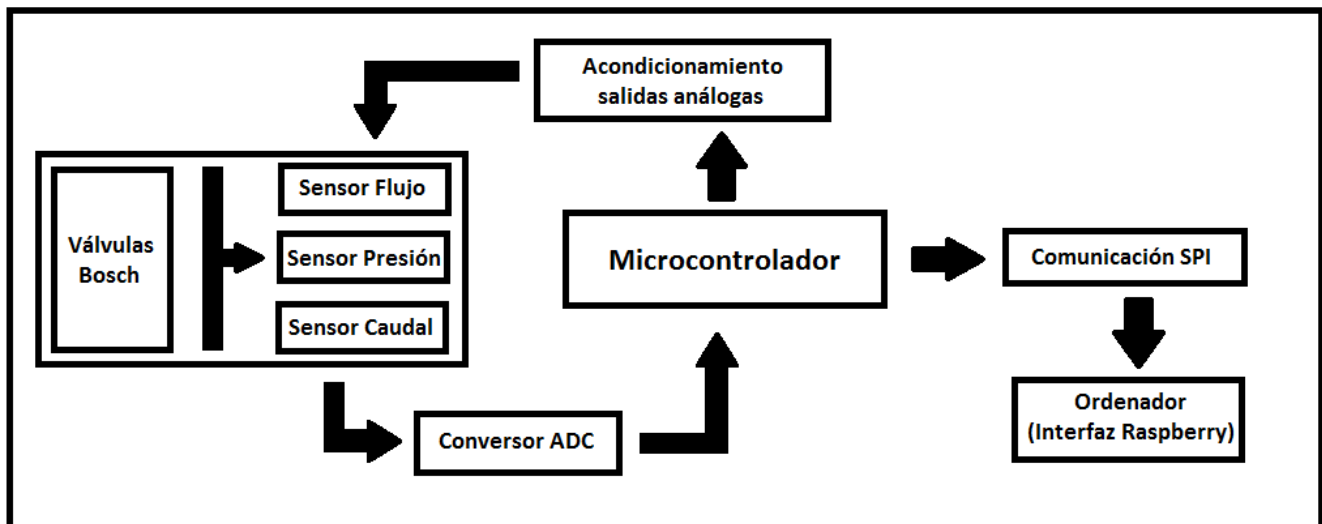 Acondicionamiento
salidas análogas
Válvulas
Bosch
Sensor Flujo
Sensor Presión
Sensor Caudal
Microcontrolador
Comunicación SPI
Conversor ADC
Ordenador
(Interfaz Raspberry)